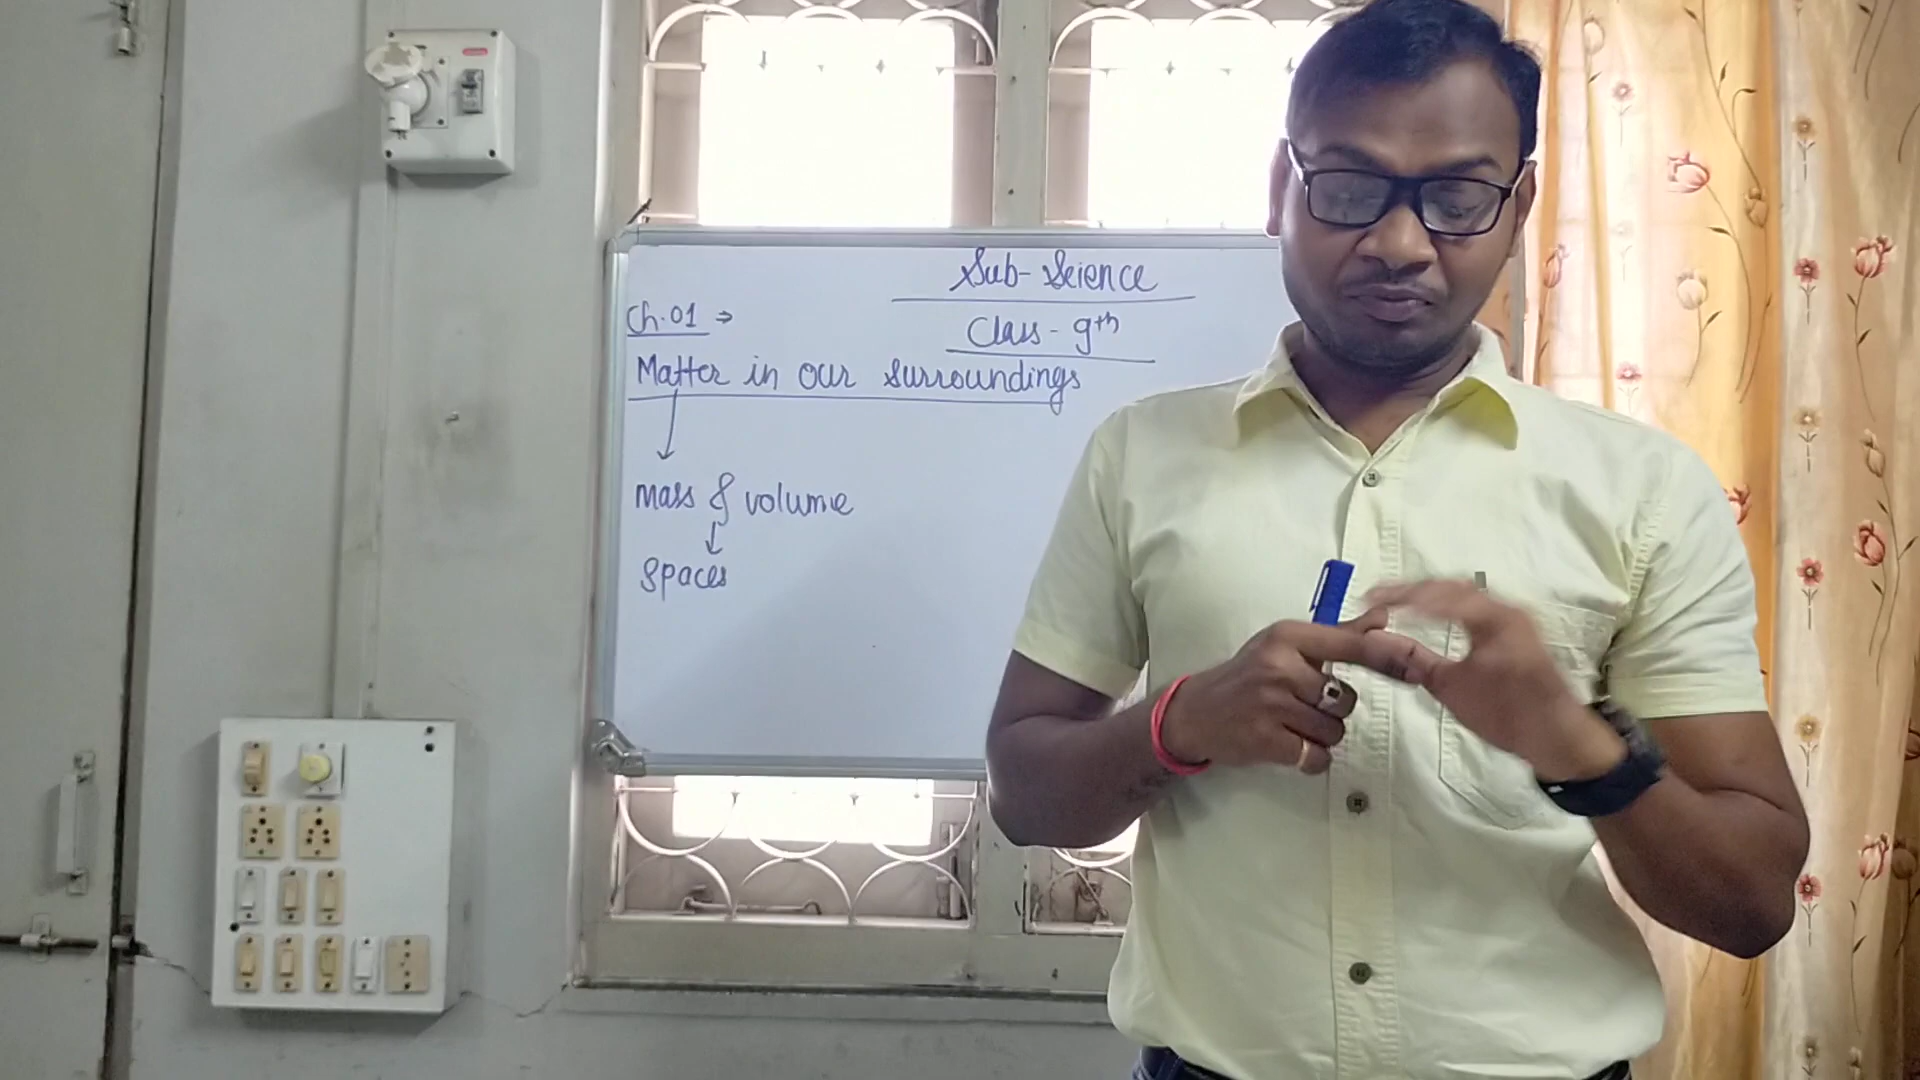 Sub- Science
Class - 9th
Ch.01 ⇒
Matter in our surroundings
mass & volume
spaces